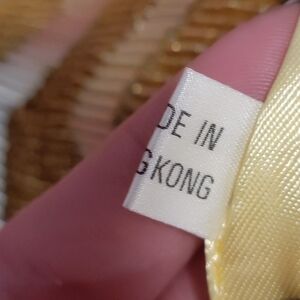 DE IN
G KONG